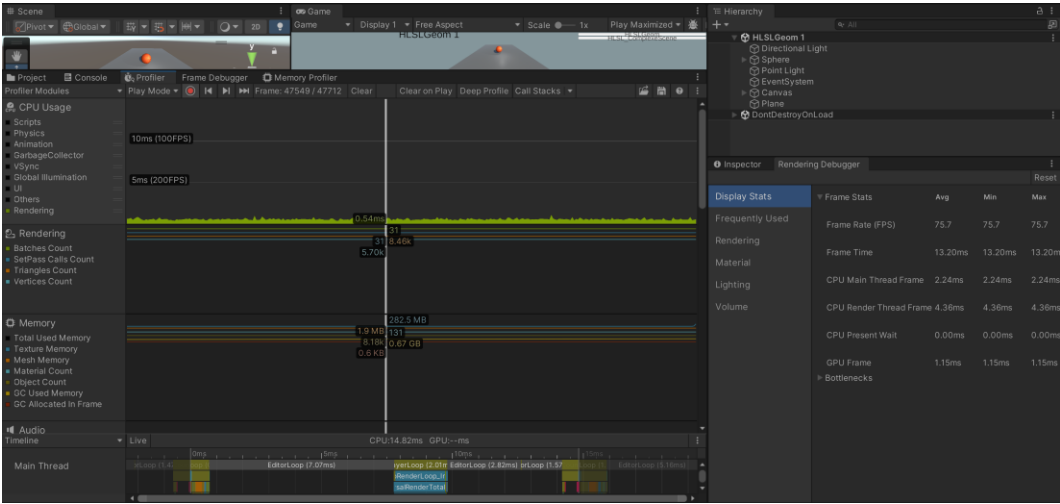 Scene
Game
Hierarchy
Pivot Global 2D
Game Display 1 Free Aspect Scale 1x Play Maximized
All
HLSLGeom 1
HLSLGeom 1
Directional Light
Sphere
Point Light
EventSystem
Canvas
Plane
DontDestroyOnLoad
Project Console Profiler Frame Debugger Memory Profiler
Profiler Modules Play Mode Frame: 47549 / 47712 Clear Clear on Play Deep Profile Call Stacks
CPU Usage
Scripts
Physics
Animation
GarbageCollector
VSync
Global Illumination
UI
Others
Rendering
10ms (100FPS)
5ms (200FPS)
0.54ms
Rendering
Batches Count
SetPass Calls Count
Triangles Count
Vertices Count
31
31 8.46k
5.70k
Memory
Total Used Memory
Texture Memory
Mesh Memory
Material Count
Object Count
GC Used Memory
GC Allocated In Frame
282.5 MB
1.9 MB 131
8.18k 0.67 GB
0.6 KB
Audio
Timeline Live CPU:14.82ms GPU:--ms
Main Thread
0ms 5ms 10ms 15ms
EditorLoop (7.07ms) EditorLoop (2.82ms)
Inspector Rendering Debugger
Reset
Display Stats
Frequently Used
Rendering
Material
Lighting
Volume
Frame Stats Avg Min Max
Frame Rate (FPS) 75.7 75.7 75.7
Frame Time 13.20ms 13.20ms 13.20m
CPU Main Thread Frame 2.24ms 2.24ms 2.24ms
CPU Render Thread Frame 4.36ms 4.36ms 4.36ms
CPU Present Wait 0.00ms 0.00ms 0.00ms
GPU Frame 1.15ms 1.15ms 1.15ms
Bottlenecks